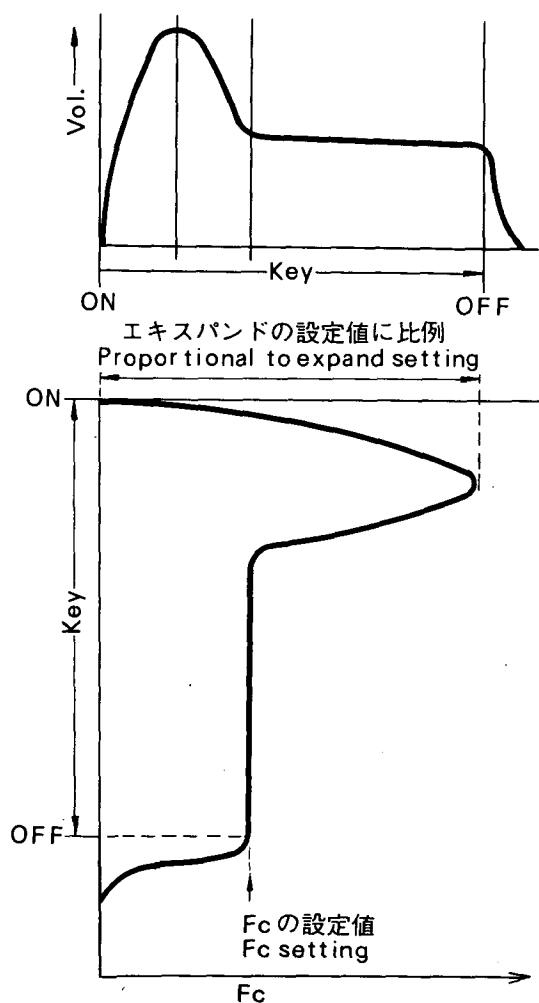 Vol.
Key
ON
OFF
エキスパンドの設定値に比例
Proportional to expand setting
ON
Key
OFF
Fcの設定値
Fc setting
Fc